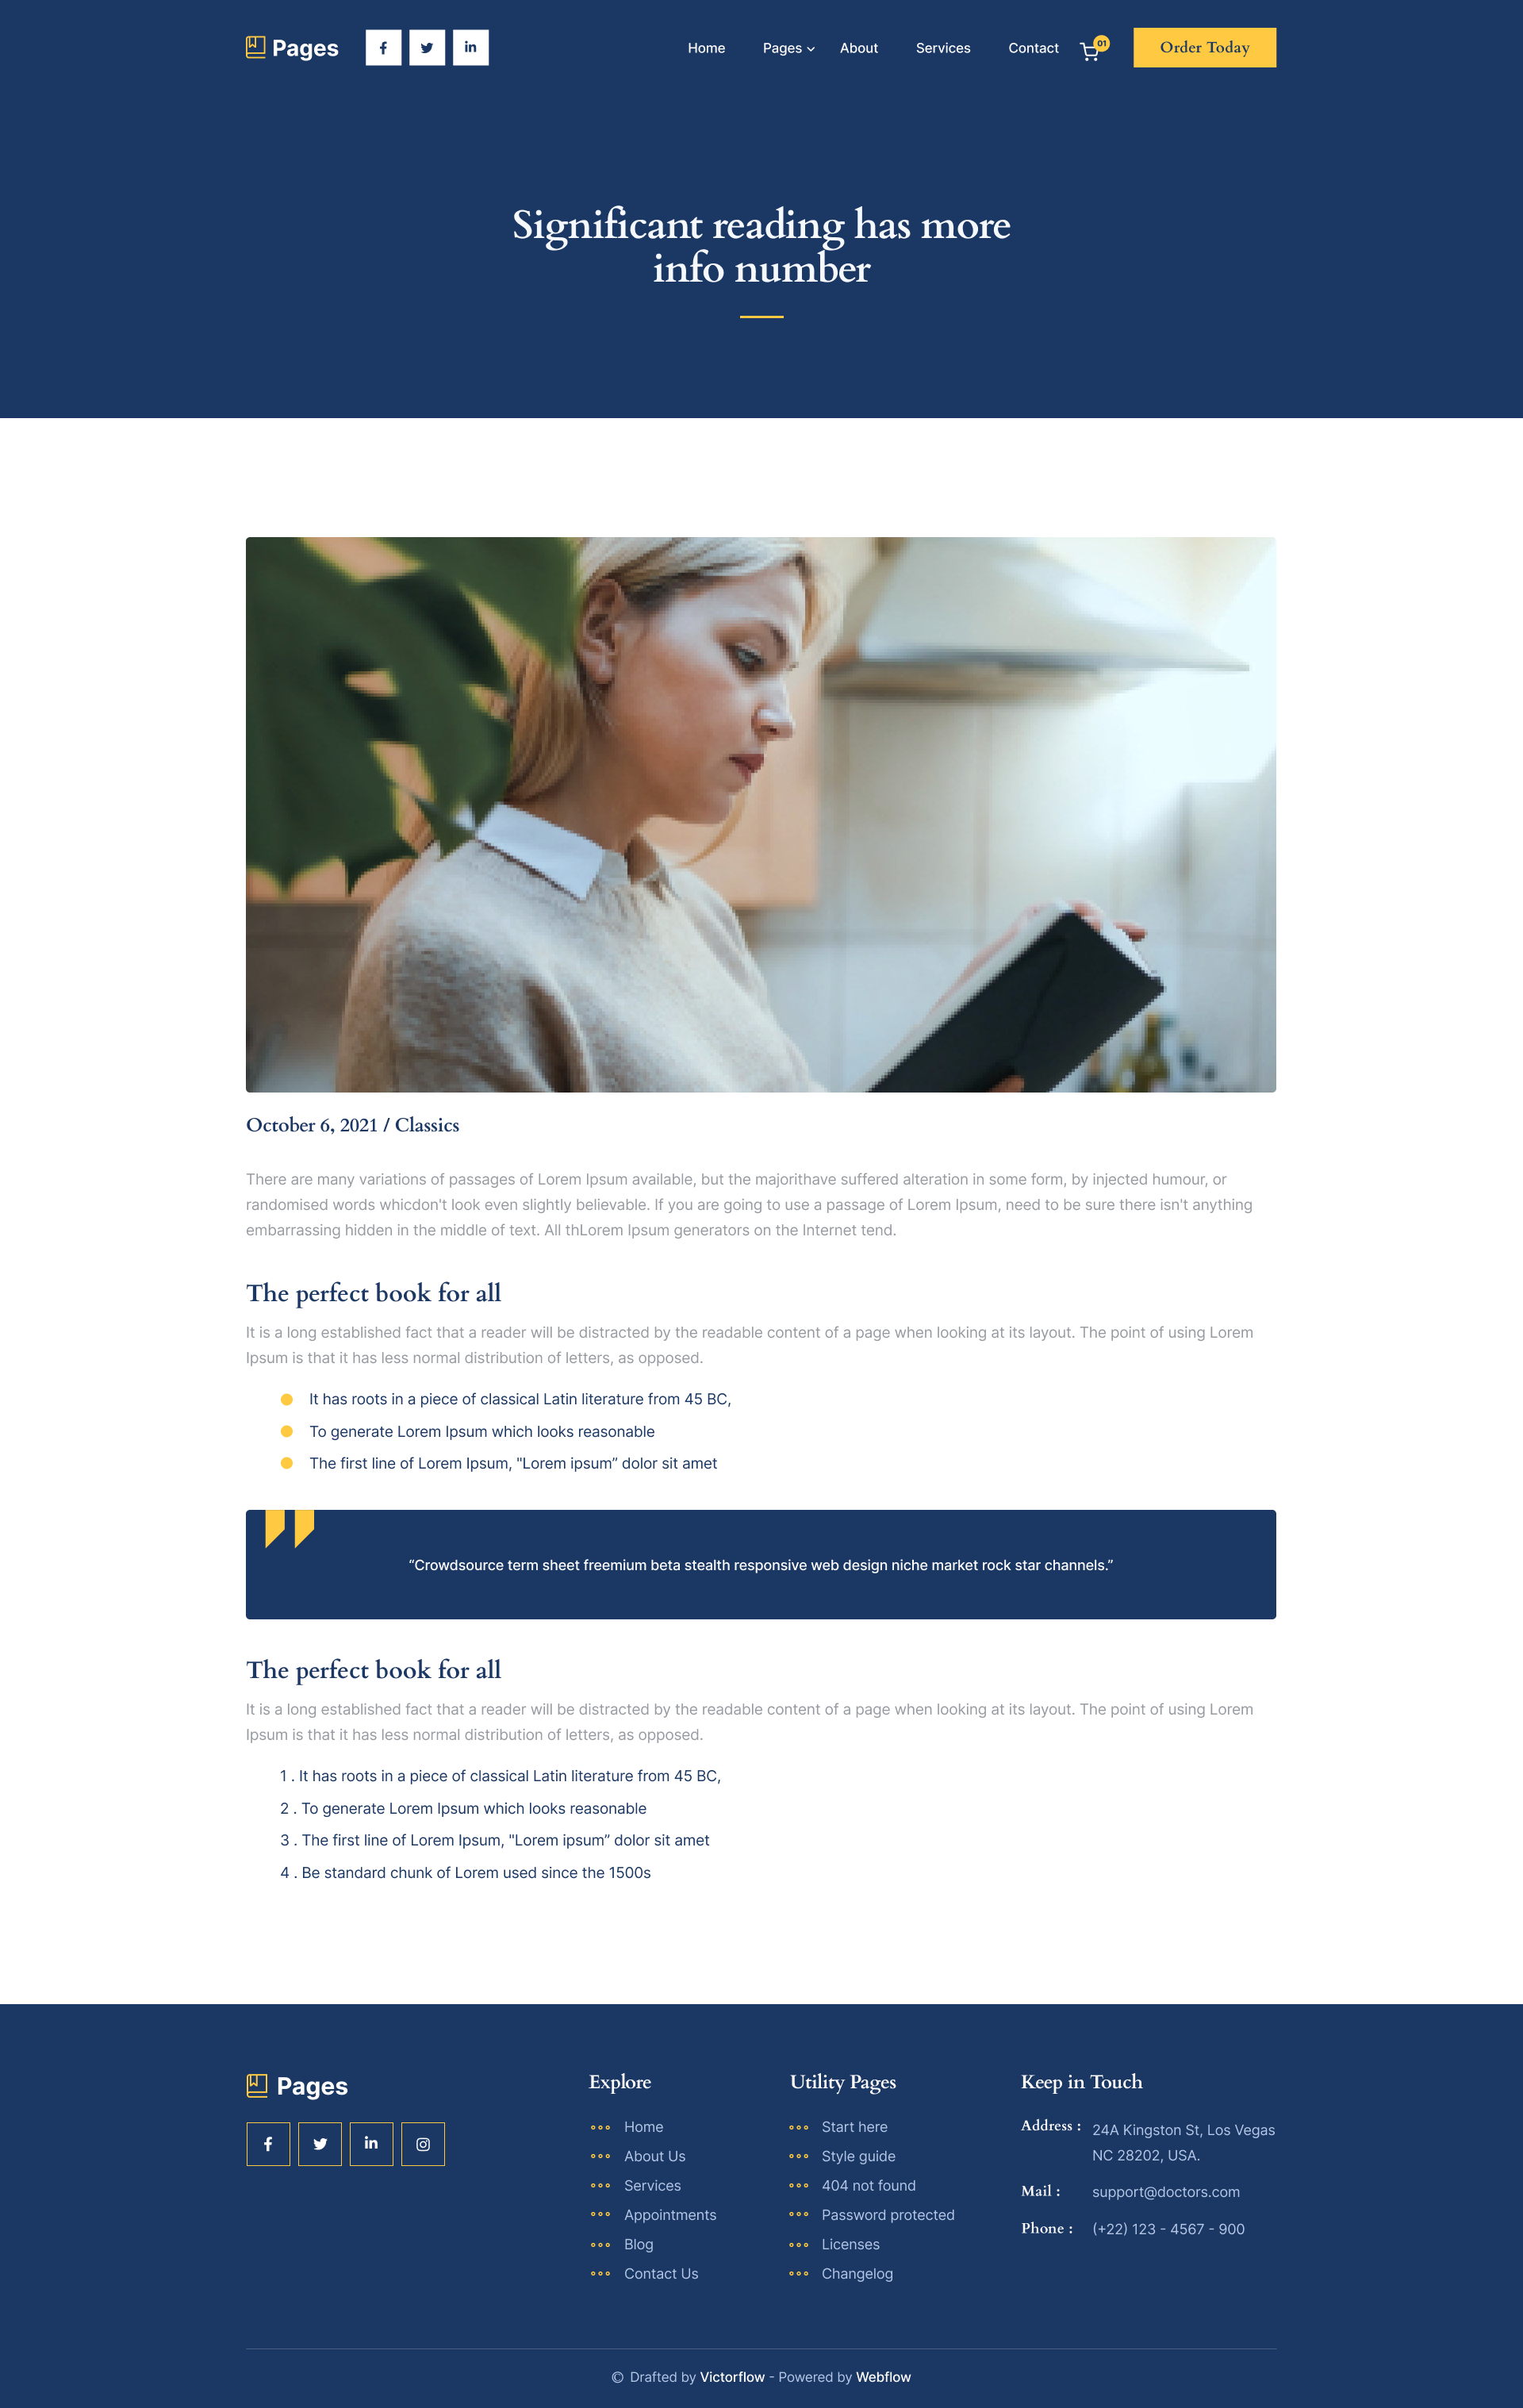 Pages
Home Pages About Services Contact 01 Order Today
Significant reading has more
info number
October 6, 2021 / Classics
There are many variations of passages of Lorem Ipsum available, but the majorithave suffered alteration in some form, by injected humour, or
randomised words whicdon't look even slightly believable. If you are going to use a passage of Lorem Ipsum, need to be sure there isn't anything
embarrassing hidden in the middle of text. All thLorem Ipsum generators on the Internet tend.
The perfect book for all
It is a long established fact that a reader will be distracted by the readable content of a page when looking at its layout. The point of using Lorem
Ipsum is that it has less normal distribution of letters, as opposed.
It has roots in a piece of classical Latin literature from 45 BC,
To generate Lorem Ipsum which looks reasonable
The first line of Lorem Ipsum, "Lorem ipsum” dolor sit amet
“Crowdsource term sheet freemium beta stealth responsive web design niche market rock star channels.”
The perfect book for all
It is a long established fact that a reader will be distracted by the readable content of a page when looking at its layout. The point of using Lorem
Ipsum is that it has less normal distribution of letters, as opposed.
1 . It has roots in a piece of classical Latin literature from 45 BC,
2 . To generate Lorem Ipsum which looks reasonable
3 . The first line of Lorem Ipsum, "Lorem ipsum” dolor sit amet
4 . Be standard chunk of Lorem used since the 1500s
Pages
Explore
Home
About Us
Services
Appointments
Blog
Contact Us
Utility Pages
Start here
Style guide
404 not found
Password protected
Licenses
Changelog
Keep in Touch
Address : 24A Kingston St, Los Vegas
NC 28202, USA.
Mail : support@doctors.com
Phone : (+22) 123 - 4567 - 900
© Drafted by Victorflow - Powered by Webflow